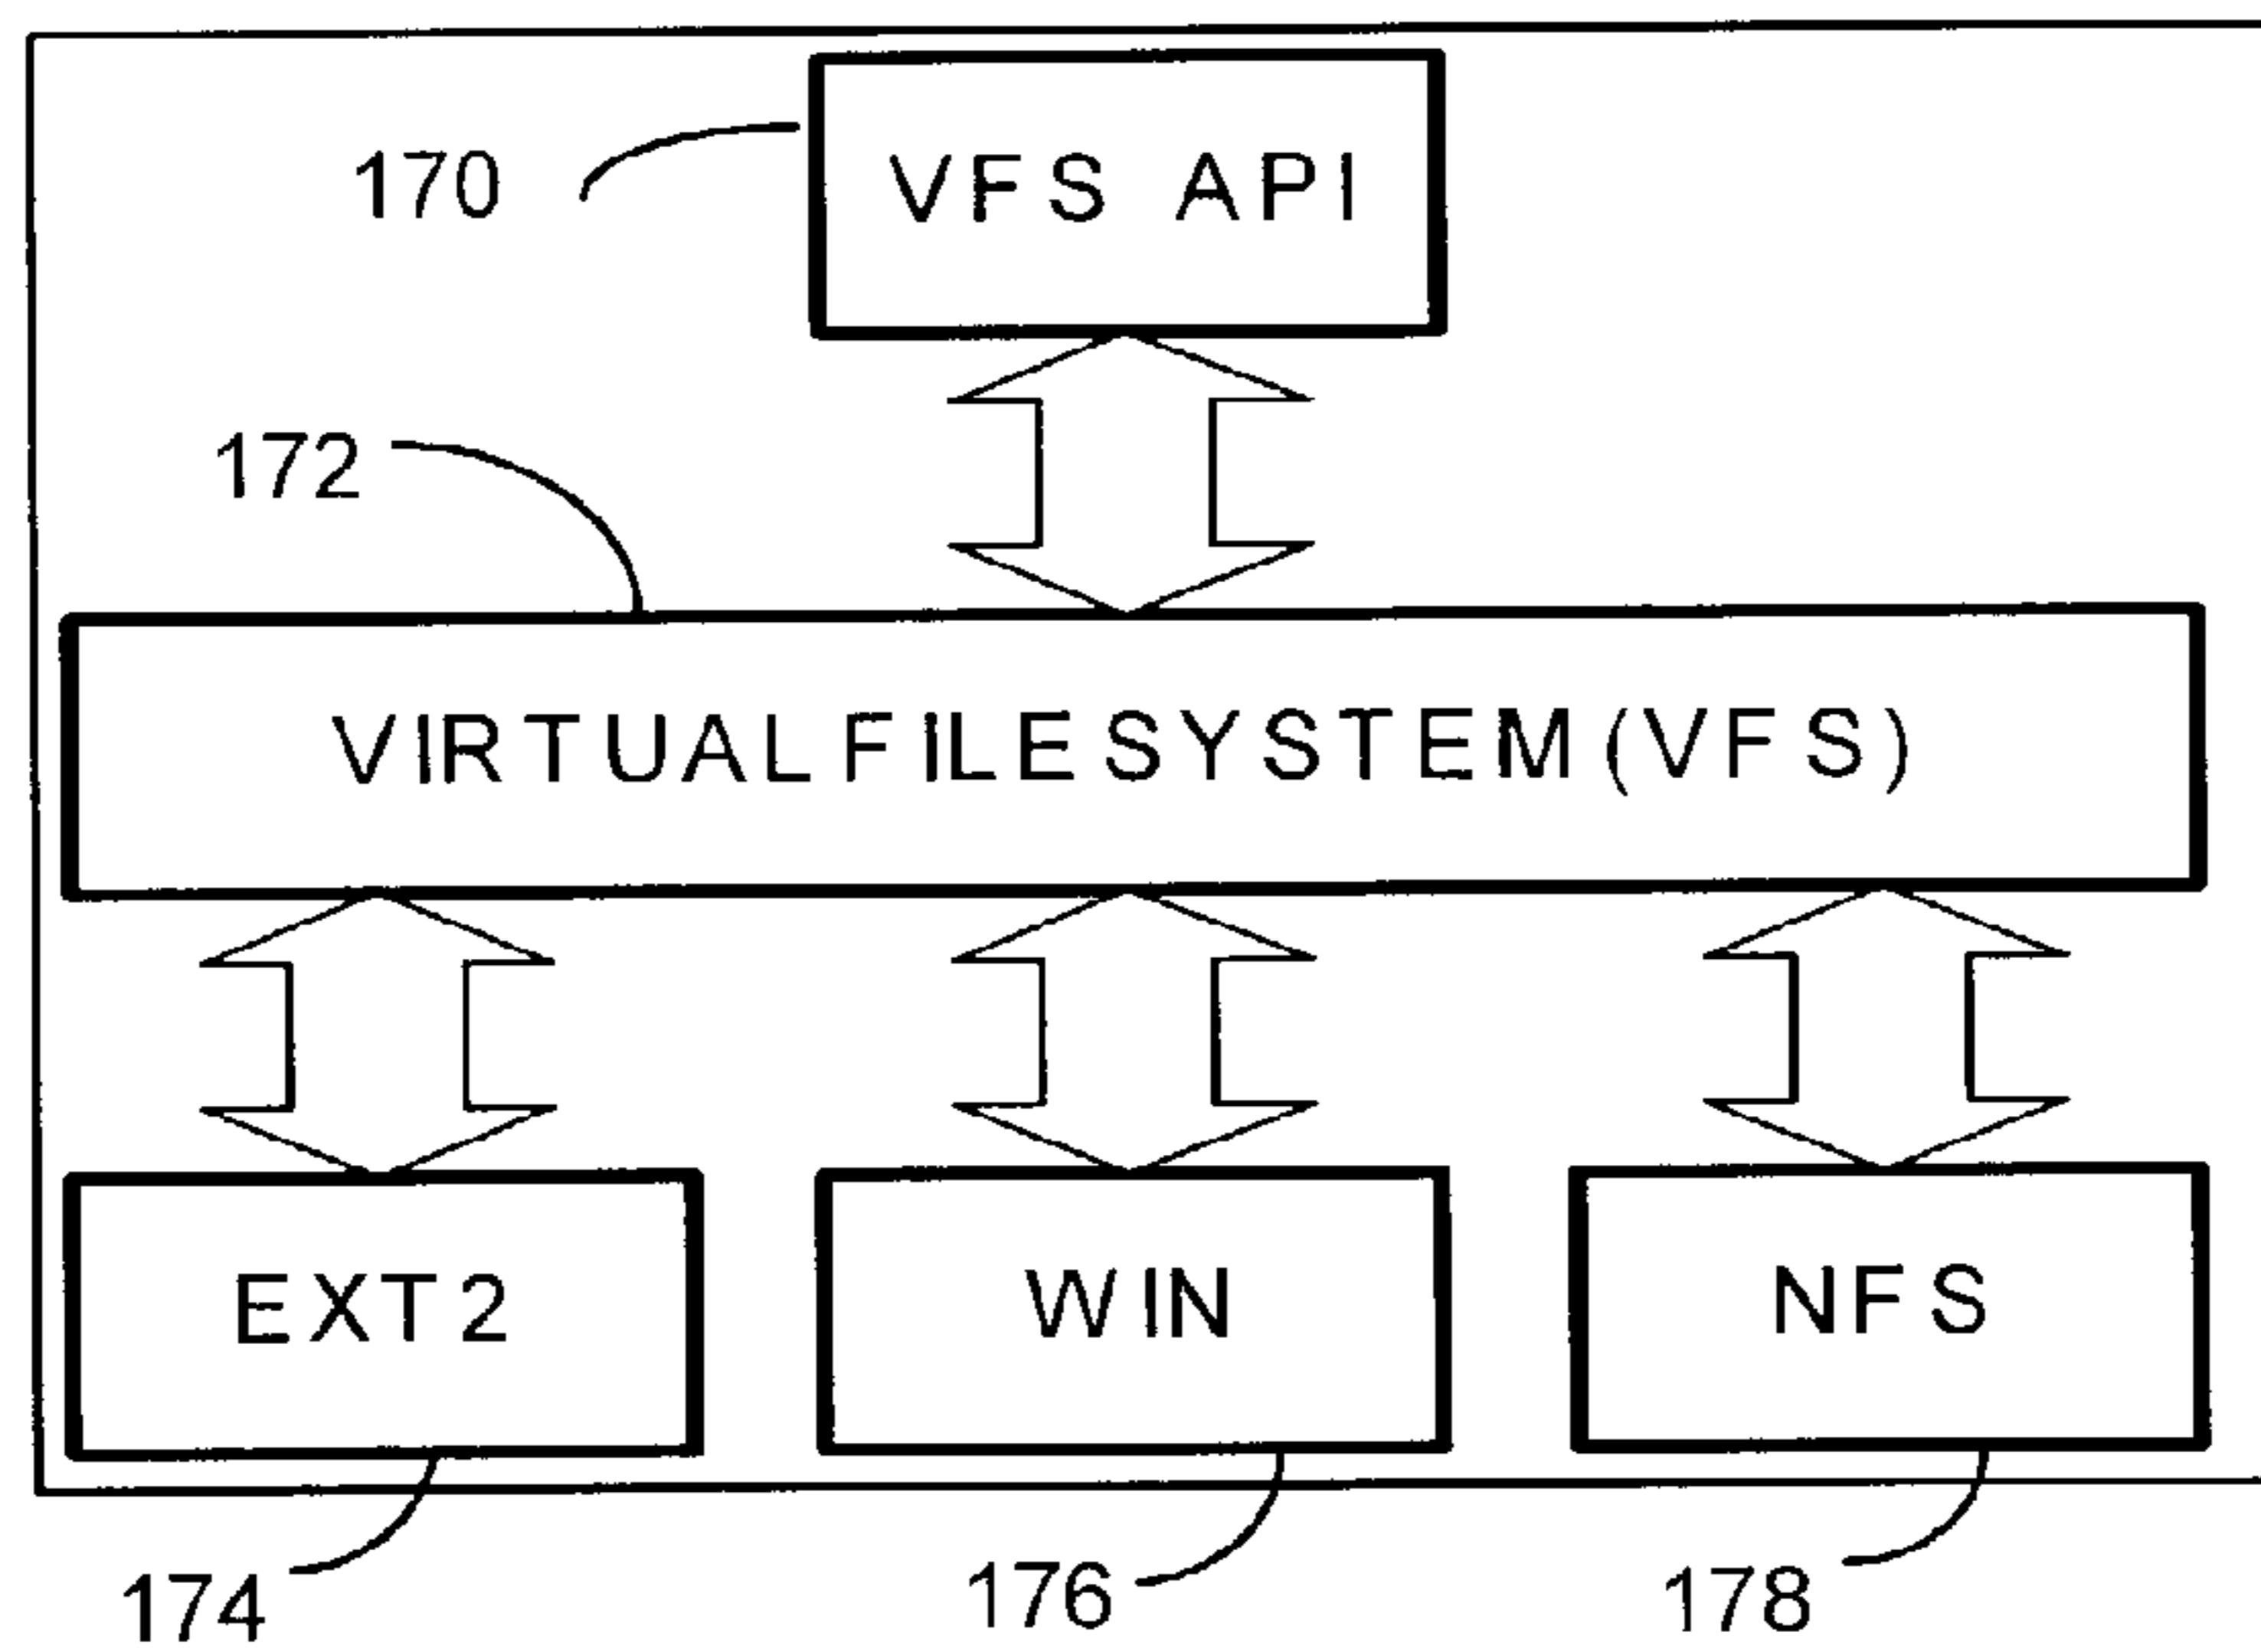 VFS API
170
172
VIRTUAL FILE SYSTEM (VFS)
EXT2
WIN
NFS
174
176
178